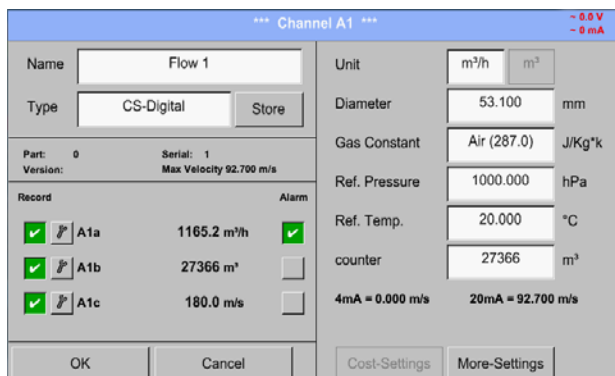 *** Channel A1 ***
~ 0.0 V
~ 0 mA
Name
Flow 1
Type
CS-Digital
Store
Part: 0
Serial: 1
Version:
Max Velocity 92.700 m/s
Record
Alarm
A1a
1165.2 m³/h
A1b
27366 m³
A1c
180.0 m/s
OK
Cancel
Unit
m³/h
m³
Diameter
53.100
mm
Gas Constant
Air (287.0)
J/Kg*k
Ref. Pressure
1000.000
hPa
Ref. Temp.
20.000
°C
counter
27366
m³
4mA = 0.000 m/s
20mA = 92.700 m/s
Cost-Settings
More-Settings